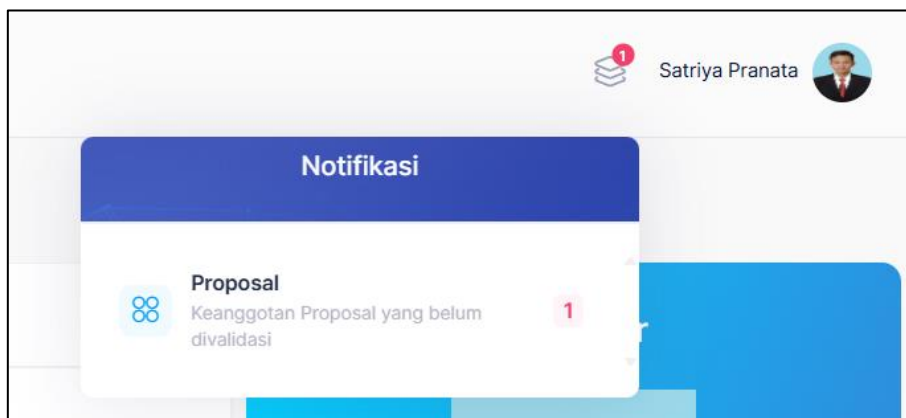 1
Satriya Pranata
Notifikasi
Proposal
Keanggotan Proposal yang belum
divalidasi
1
r